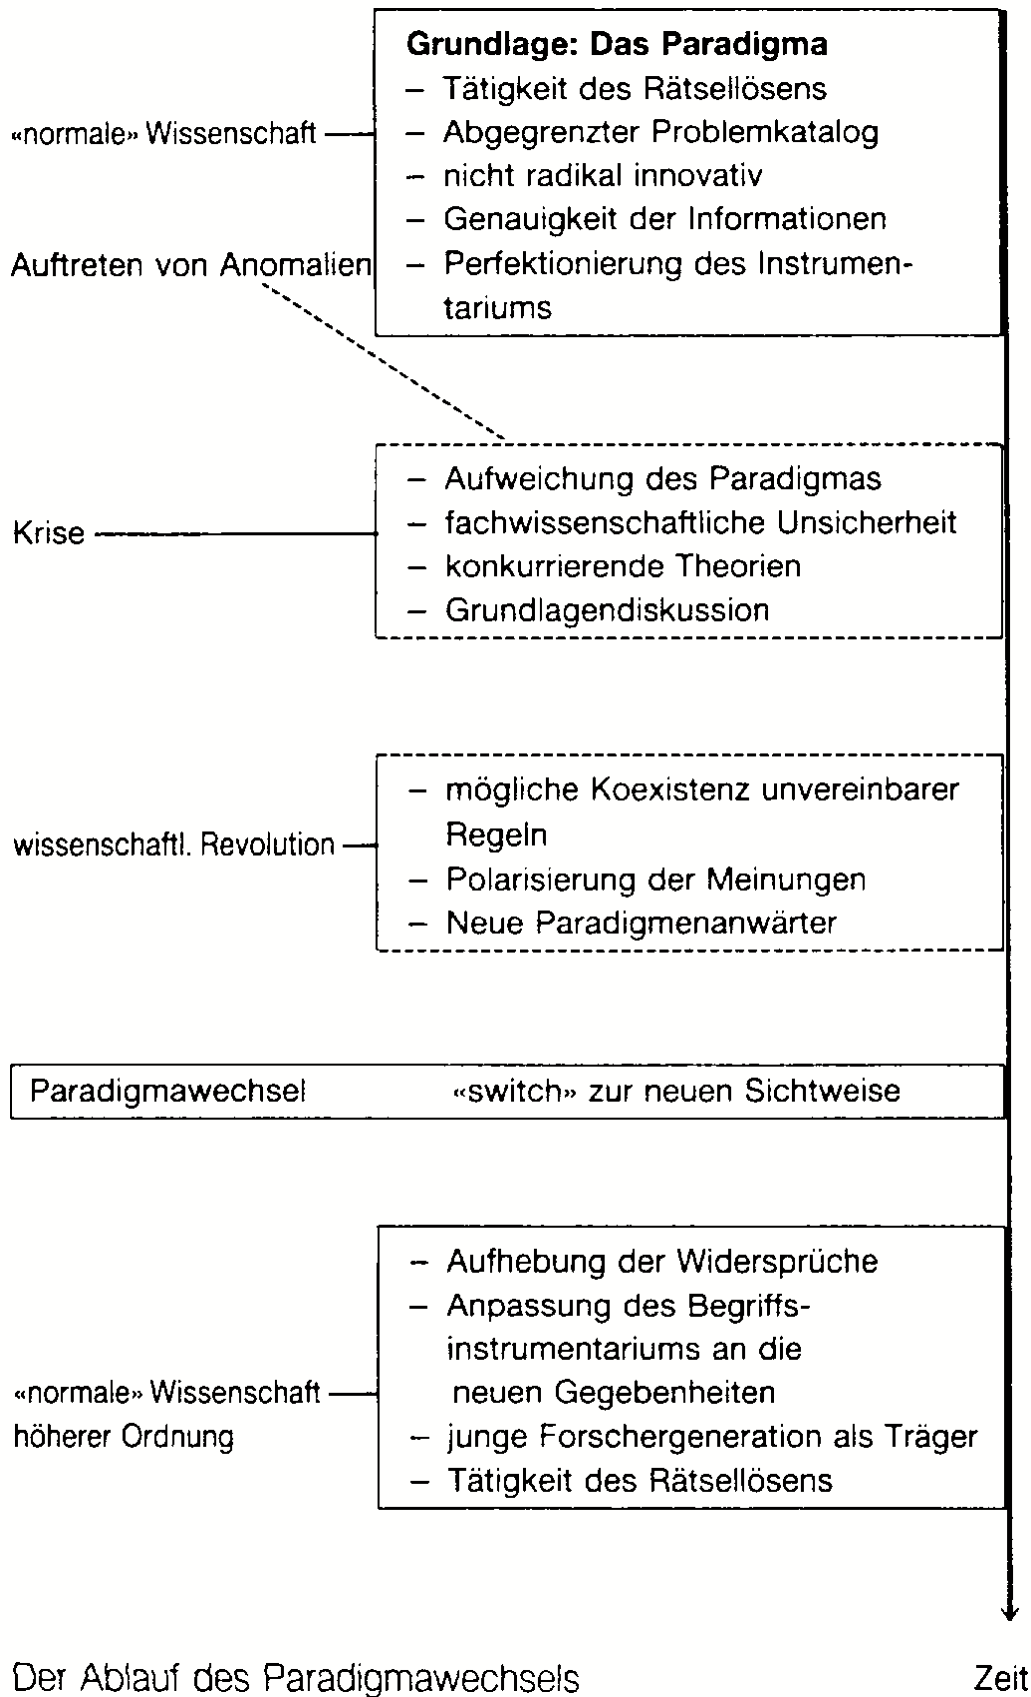 Grundlage: Das Paradigma
– Tätigkeit des Rätsellösens
«normale» Wissenschaft
– Abgegrenzter Problemkatalog
– nicht radikal innovativ
– Genauigkeit der Informationen
Auftreten von Anomalien
– Perfektionierung des Instrumen-
tariums
– Aufweichung des Paradigmas
Krise
– fachwissenschaftliche Unsicherheit
– konkurrierende Theorien
– Grundlagendiskussion
– mögliche Koexistenz unvereinbarer
Regeln
wissenschaftl. Revolution
– Polarisierung der Meinungen
– Neue Paradigmenanwärter
Paradigmawechsel «switch» zur neuen Sichtweise
– Aufhebung der Widersprüche
– Anpassung des Begriffs-
instrumentariums an die
neuen Gegebenheiten
«normale» Wissenschaft
höherer Ordnung
– junge Forschergeneration als Träger
– Tätigkeit des Rätsellösens
Der Ablauf des Paradigmawechsels
Zeit